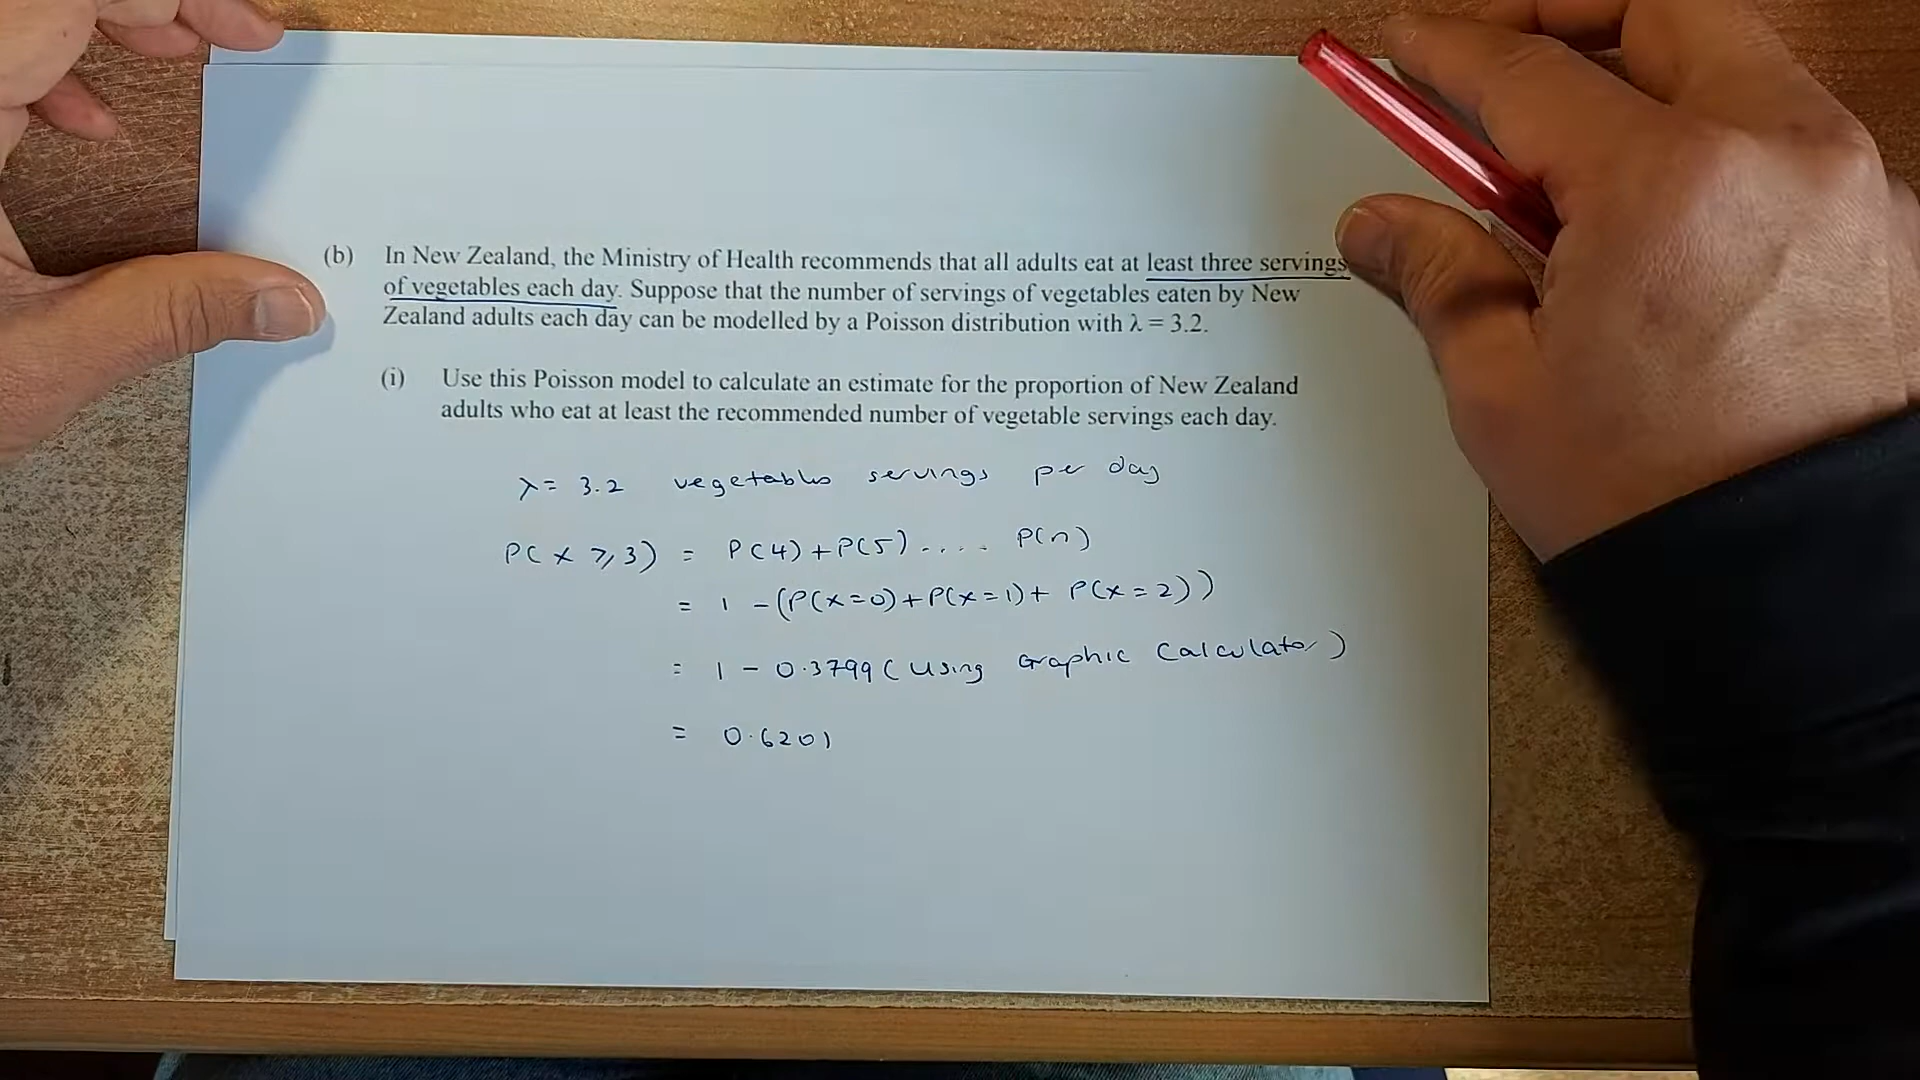 (b) In New Zealand, the Ministry of Health recommends that all adults eat at least three servings
of vegetables each day. Suppose that the number of servings of vegetables eaten by New
Zealand adults each day can be modelled by a Poisson distribution with λ = 3.2.
(i) Use this Poisson model to calculate an estimate for the proportion of New Zealand
adults who eat at least the recommended number of vegetable servings each day.
λ = 3.2 vegetables servings per day
P(x ≥ 3) = P(4) + P(5) .... P(n)
= 1 - (P(x=0) + P(x=1) + P(x=2))
= 1 - 0.3799 (Using Graphic Calculator)
= 0.6201